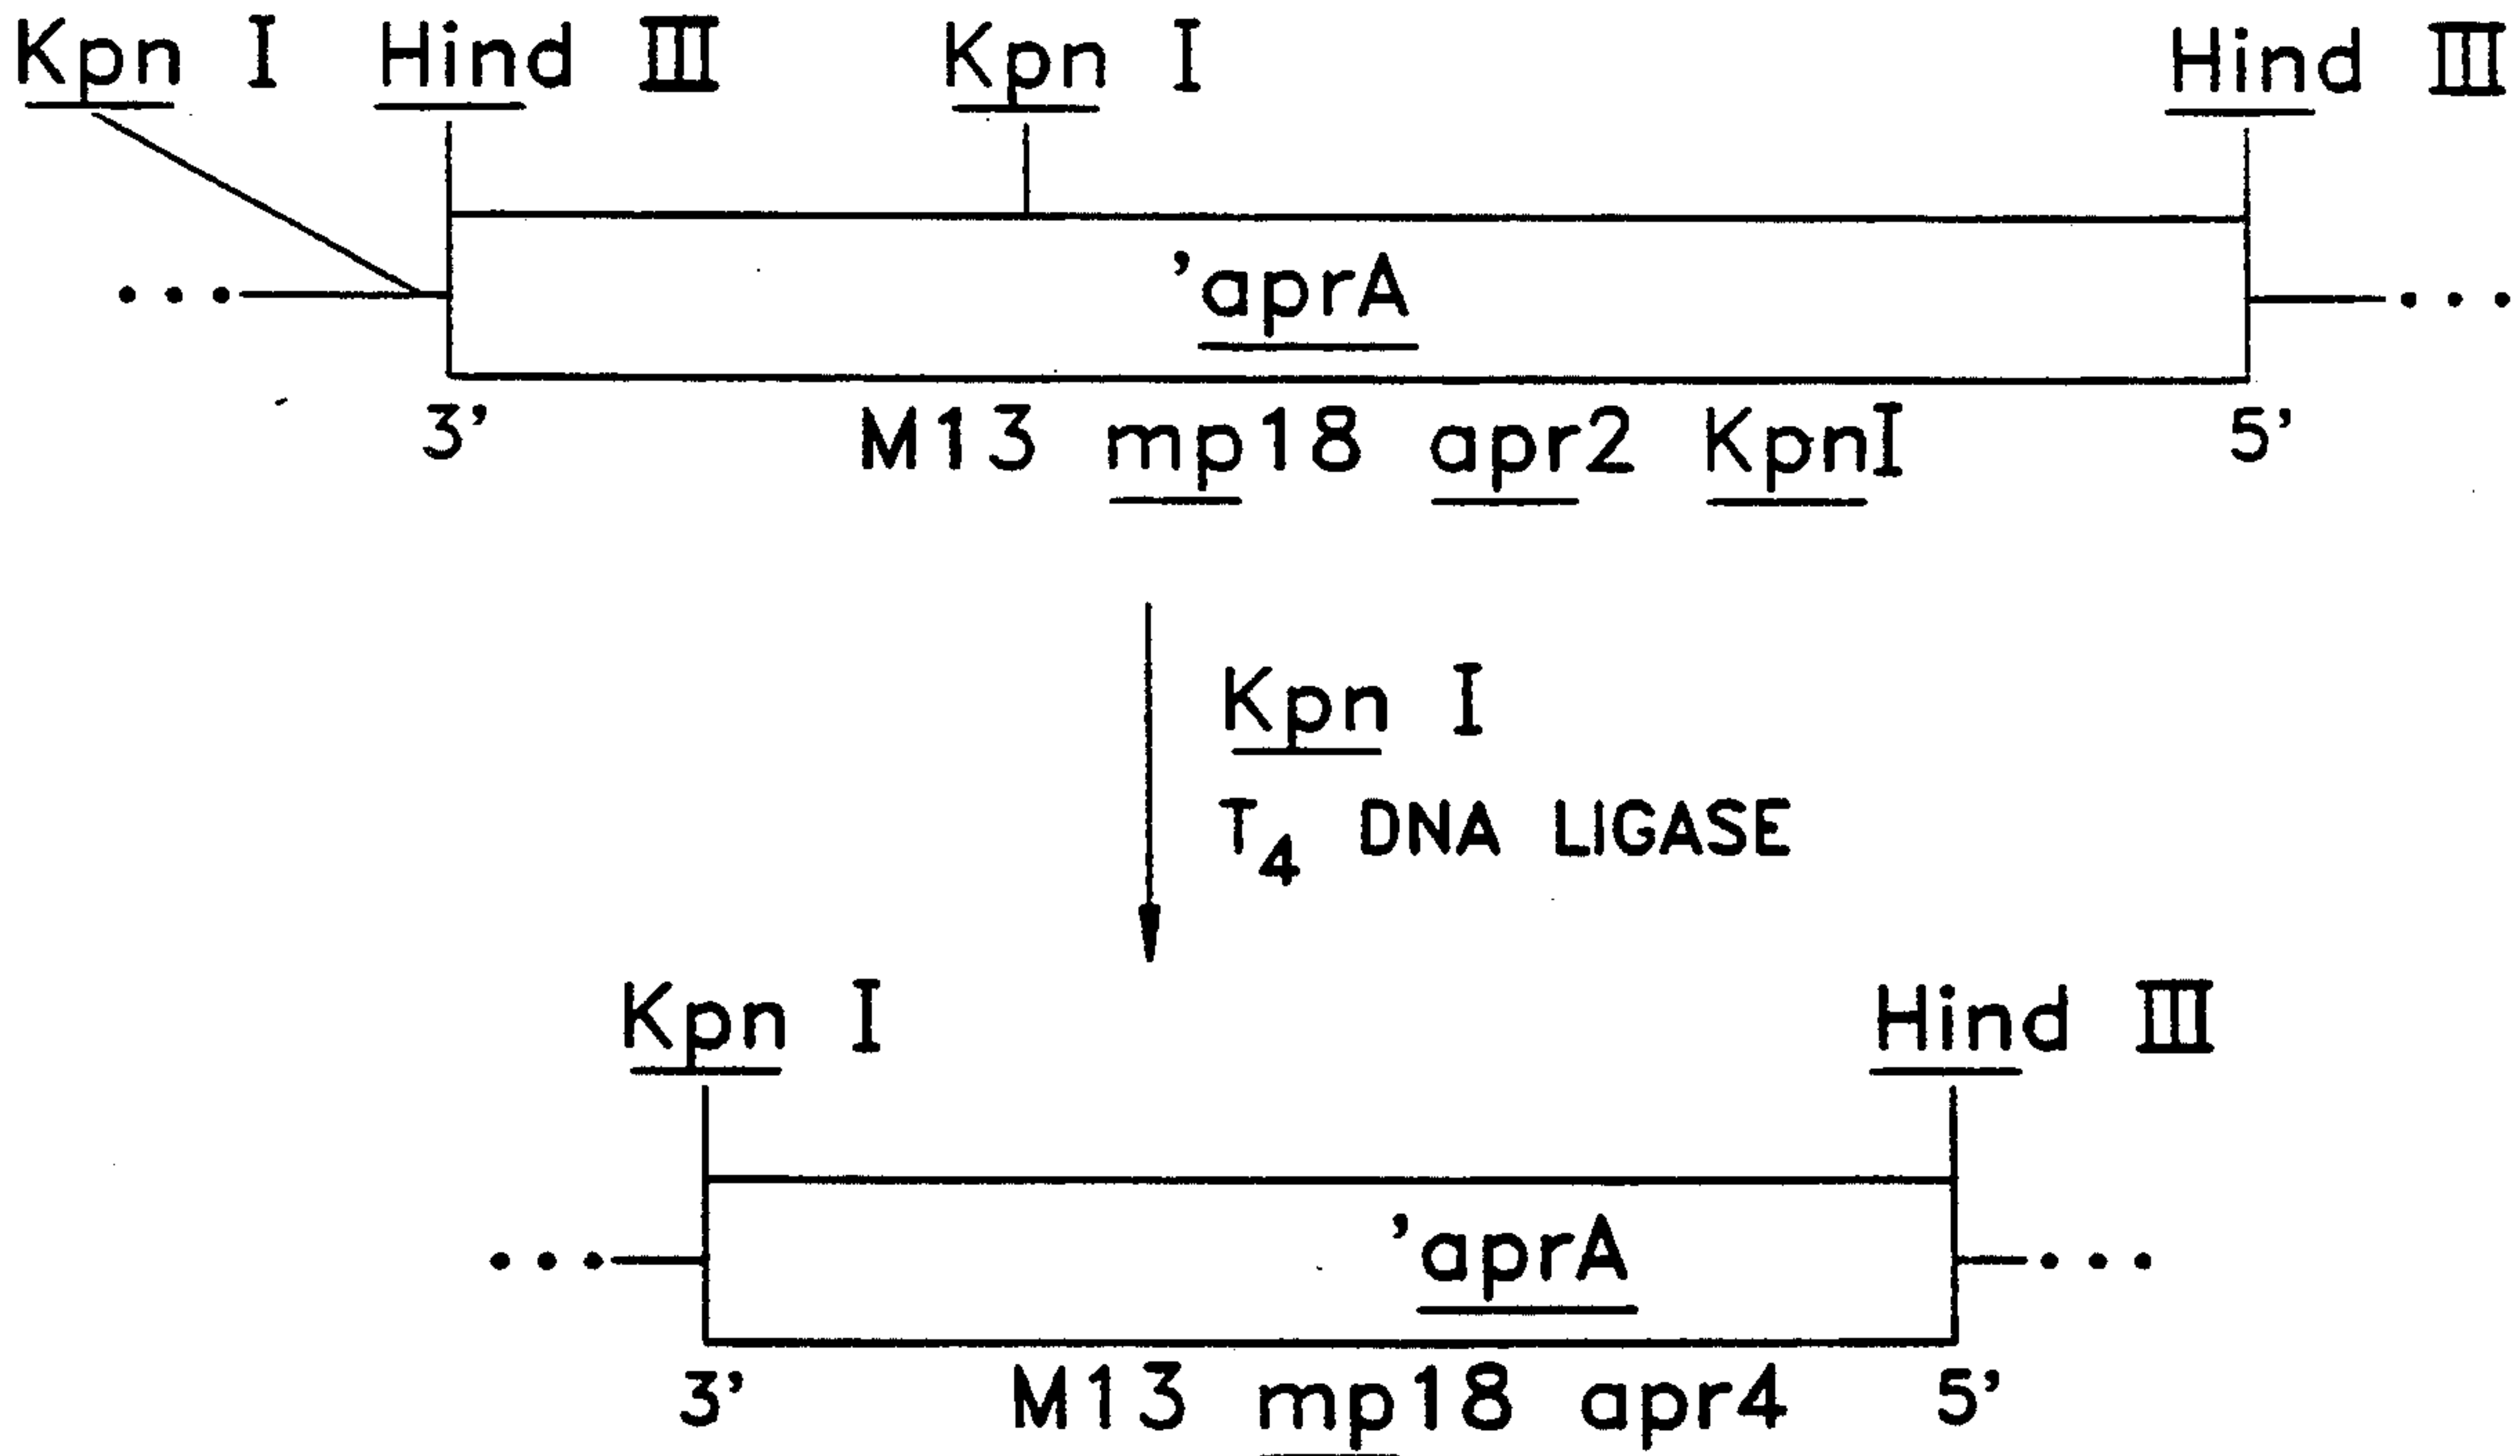 Kpn I Hind III Kpn I Hind III
'aprA
3' M13 mp18 apr2 KpnI 5'
Kpn I
T4 DNA LIGASE
Kpn I Hind III
'aprA
3' M13 mp18 apr4 5'